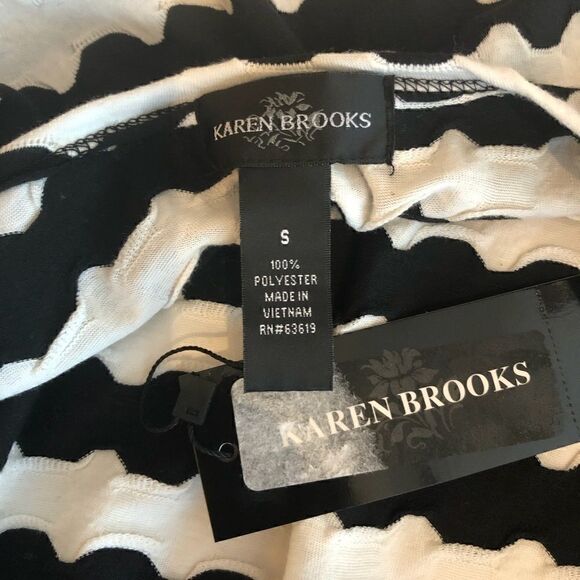 KAREN BROOKS
S
100%
POLYESTER
MADE IN
VIETNAM
RN#63619
KAREN BROOKS